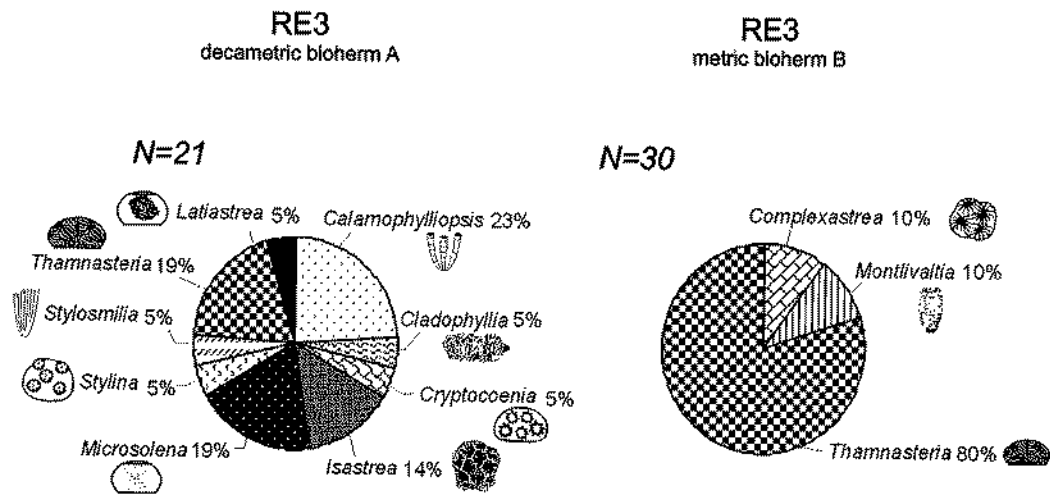 RE3
decametric bioherm A
N=21
Latiastrea 5%
Calamophylliopsis 23%
Thamnasteria 19%
Stylosmilia 5%
Cladophyllia 5%
Stylina 5%
Cryptocoenia 5%
Microsolena 19%
Isastrea 14%
RE3
metric bioherm B
N=30
Complexastrea 10%
Montlivaltia 10%
Thamnasteria 80%